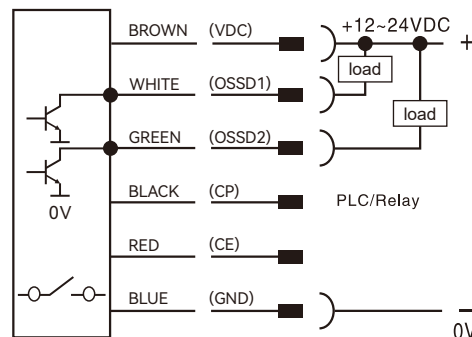 BROWN (VDC) +12~24VDC +
load
WHITE (OSSD1)
load
GREEN (OSSD2)
BLACK (CP) PLC/Relay
0V
RED (CE)
BLUE (GND) −
0V